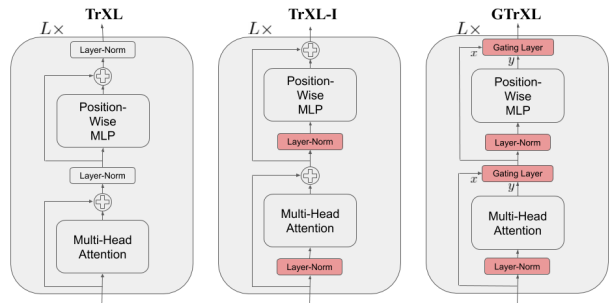 TrXL
L×
Layer-Norm
Position-
Wise
MLP
Layer-Norm
Multi-Head
Attention
TrXL-I
L×
Position-
Wise
MLP
Layer-Norm
Multi-Head
Attention
Layer-Norm
GTrXL
L×
Gating Layer
x
y
Position-
Wise
MLP
Layer-Norm
Gating Layer
x
y
Multi-Head
Attention
Layer-Norm